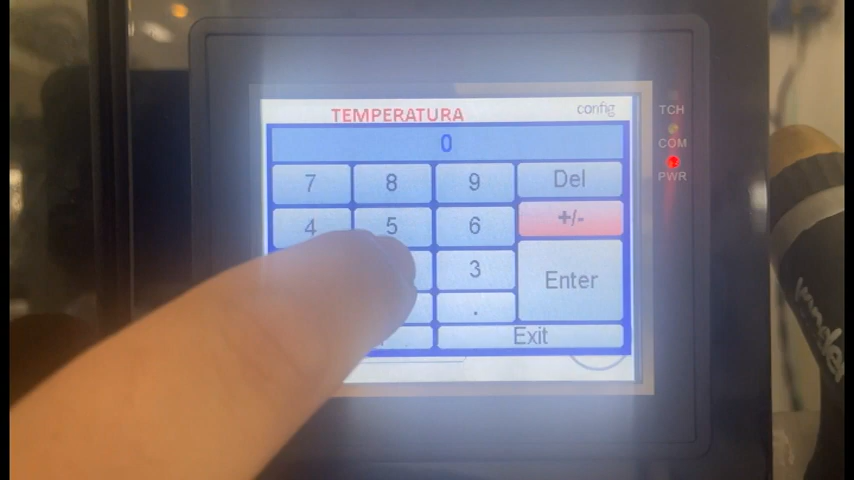 TEMPERATURA config
0
7 8 9 Del
4 5 6 +/-
3 Enter
.
Exit
TCH
COM
PWR